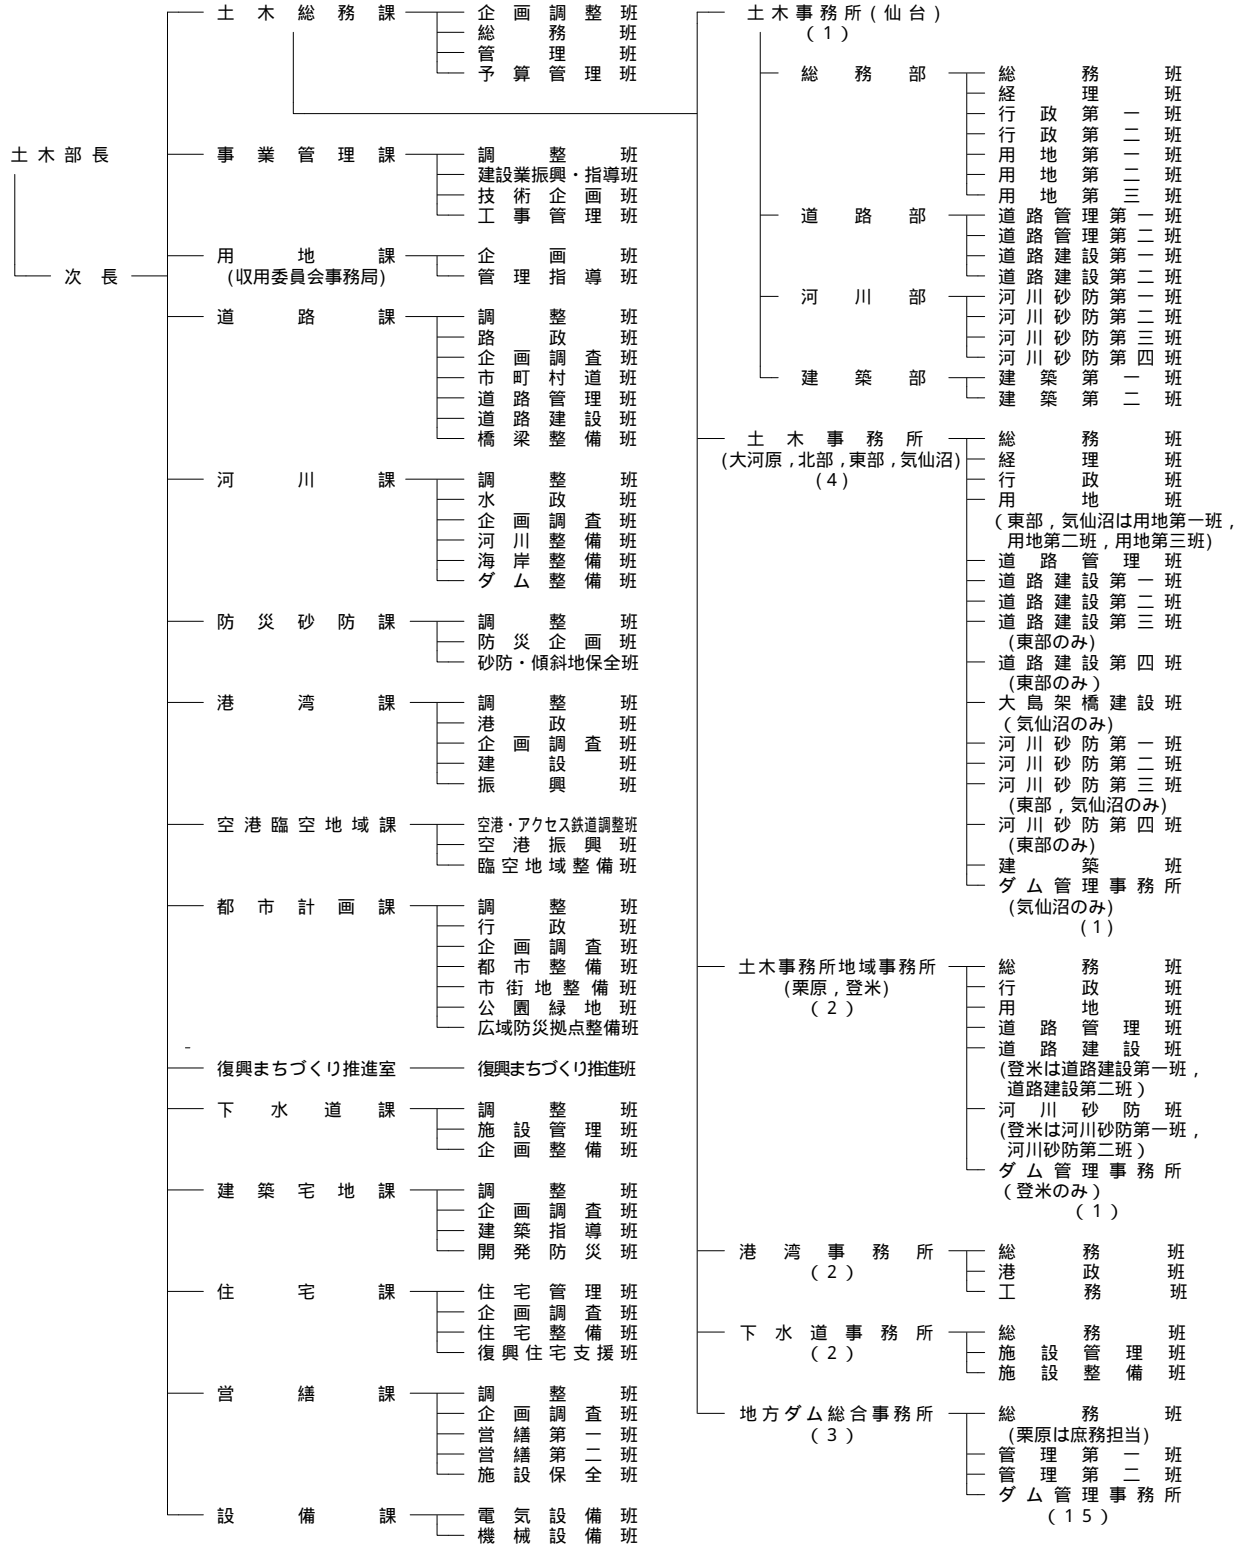 土木部長
次長
土木総務課
企画調整班
総務班
管理班
予算管理班
事業管理課
調整班
建設業振興・指導班
技術企画班
工事管理班
用地課
(収用委員会事務局)
企画班
管理指導班
道路課
調整班
路政班
企画調査班
市町村道班
道路管理班
道路建設班
橋梁整備班
河川課
調整班
水政班
企画調査班
河川整備班
海岸整備班
ダム整備班
防災砂防課
調整班
防災企画班
砂防・傾斜地保全班
港湾課
調整班
港政班
企画調査班
建設班
振興班
空港臨空地域課
空港・アクセス鉄道調整班
空港振興班
臨空地域整備班
都市計画課
調整班
行政班
企画調査班
都市整備班
市街地整備班
公園緑地班
広域防災拠点整備班
復興まちづくり推進室
復興まちづくり推進班
下水道課
調整班
施設管理班
企画整備班
建築宅地課
調整班
企画調査班
建築指導班
開発防災班
住宅課
住宅管理班
企画調査班
住宅整備班
復興住宅支援班
営繕課
調整班
企画調査班
営繕第一班
営繕第二班
施設保全班
設備課
電気設備班
機械設備班
土木事務所(仙台)
(1)
総務部
総務班
経理班
行政第一班
行政第二班
用地第一班
用地第二班
用地第三班
道路部
道路管理第一班
道路管理第二班
道路建設第一班
道路建設第二班
河川部
河川砂防第一班
河川砂防第二班
河川砂防第三班
河川砂防第四班
建築部
建築第一班
建築第二班
土木事務所
(大河原,北部,東部,気仙沼)
(4)
総務班
経理班
行政班
用地班
(東部,気仙沼は用地第一班,
用地第二班,用地第三班)
道路管理班
道路建設第一班
道路建設第二班
道路建設第三班
(東部のみ)
道路建設第四班
(東部のみ)
大島架橋建設班
(気仙沼のみ)
河川砂防第一班
河川砂防第二班
河川砂防第三班
(東部,気仙沼のみ)
河川砂防第四班
(東部のみ)
建築班
ダム管理事務所
(気仙沼のみ)
(1)
土木事務所地域事務所
(栗原,登米)
(2)
総務班
行政班
用地班
道路管理班
道路建設班
(登米は道路建設第一班,
道路建設第二班)
河川砂防班
(登米は河川砂防第一班,
河川砂防第二班)
ダム管理事務所
(登米のみ)
(1)
港湾事務所
(2)
総務班
港政班
工務班
下水道事務所
(2)
総務班
施設管理班
施設整備班
地方ダム総合事務所
(3)
総務班
(栗原は庶務担当)
管理第一班
管理第二班
ダム管理事務所
(15)